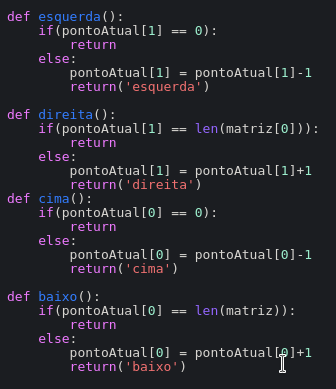 def esquerda():
    if(pontoAtual[1] == 0):
        return
    else:
        pontoAtual[1] = pontoAtual[1]-1
        return('esquerda')
def direita():
    if(pontoAtual[1] == len(matriz[0])):
        return
    else:
        pontoAtual[1] = pontoAtual[1]+1
        return('direita')
def cima():
    if(pontoAtual[0] == 0):
        return
    else:
        pontoAtual[0] = pontoAtual[0]-1
        return('cima')
def baixo():
    if(pontoAtual[0] == len(matriz)):
        return
    else:
        pontoAtual[0] = pontoAtual[0]+1
        return('baixo')